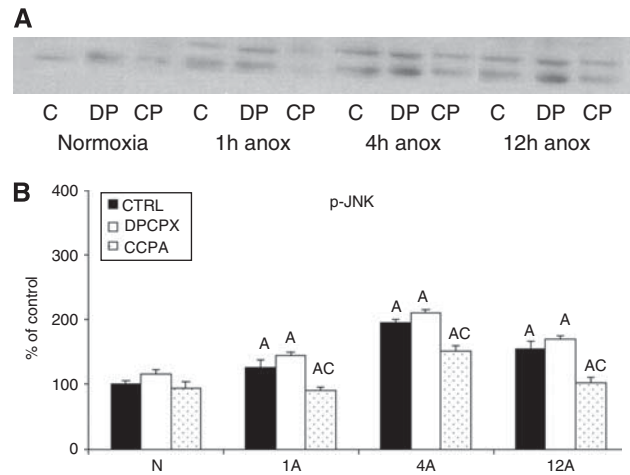 A
C DP CP C DP CP C DP CP C DP CP
Normoxia 1h anox 4h anox 12h anox
B
p-JNK
CTRL
DPCPX
CCPA
% of control
400
300
200
100
0
A A AC
A A AC
A A AC
N 1A 4A 12A